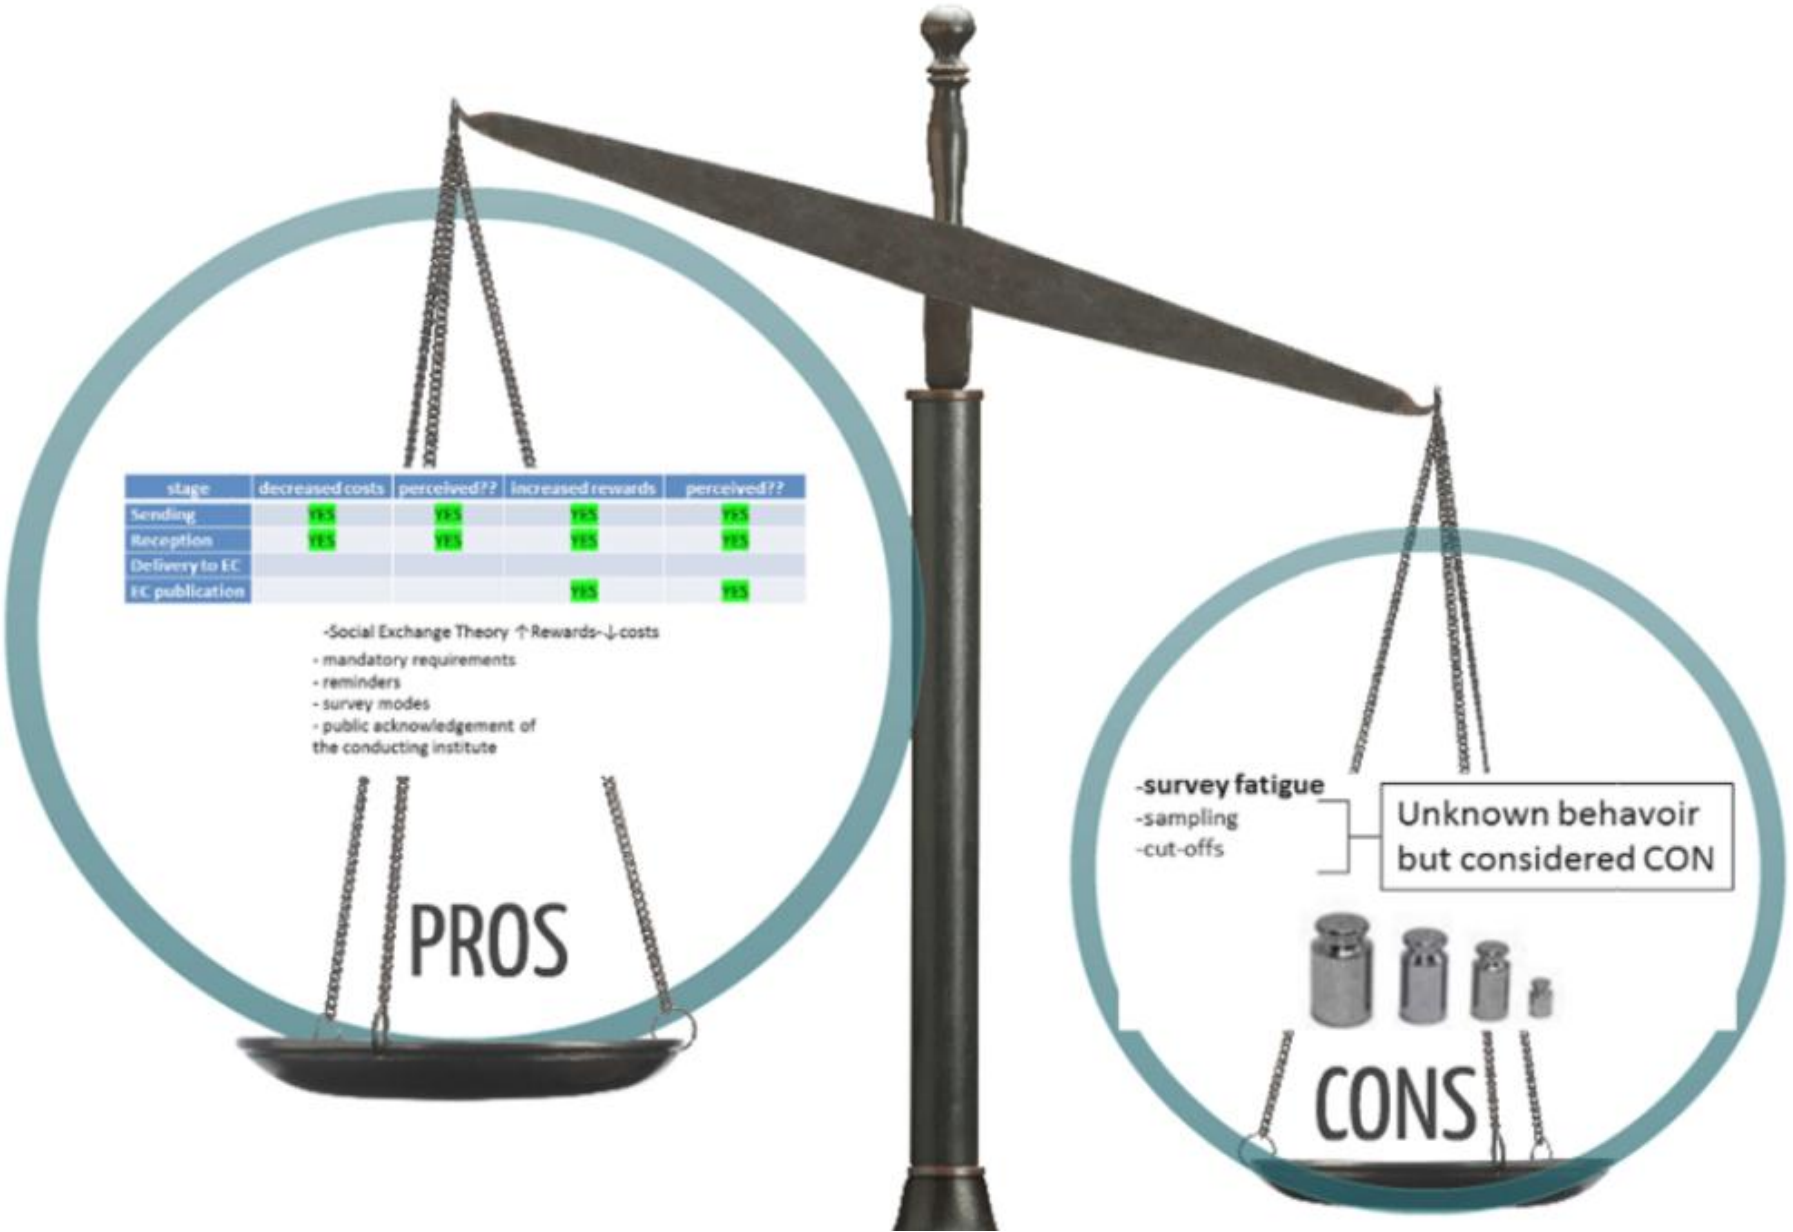 stage decreased costs perceived?? increased rewards perceived??
Sending YES YES YES YES
Reception YES YES YES YES
Delivery to EC
EC publication YES YES
-Social Exchange Theory ↑Rewards-↓costs
- mandatory requirements
- reminders
- survey modes
- public acknowledgement of
the conducting institute
PROS
-survey fatigue
-sampling
-cut-offs
Unknown behavoir
but considered CON
CONS